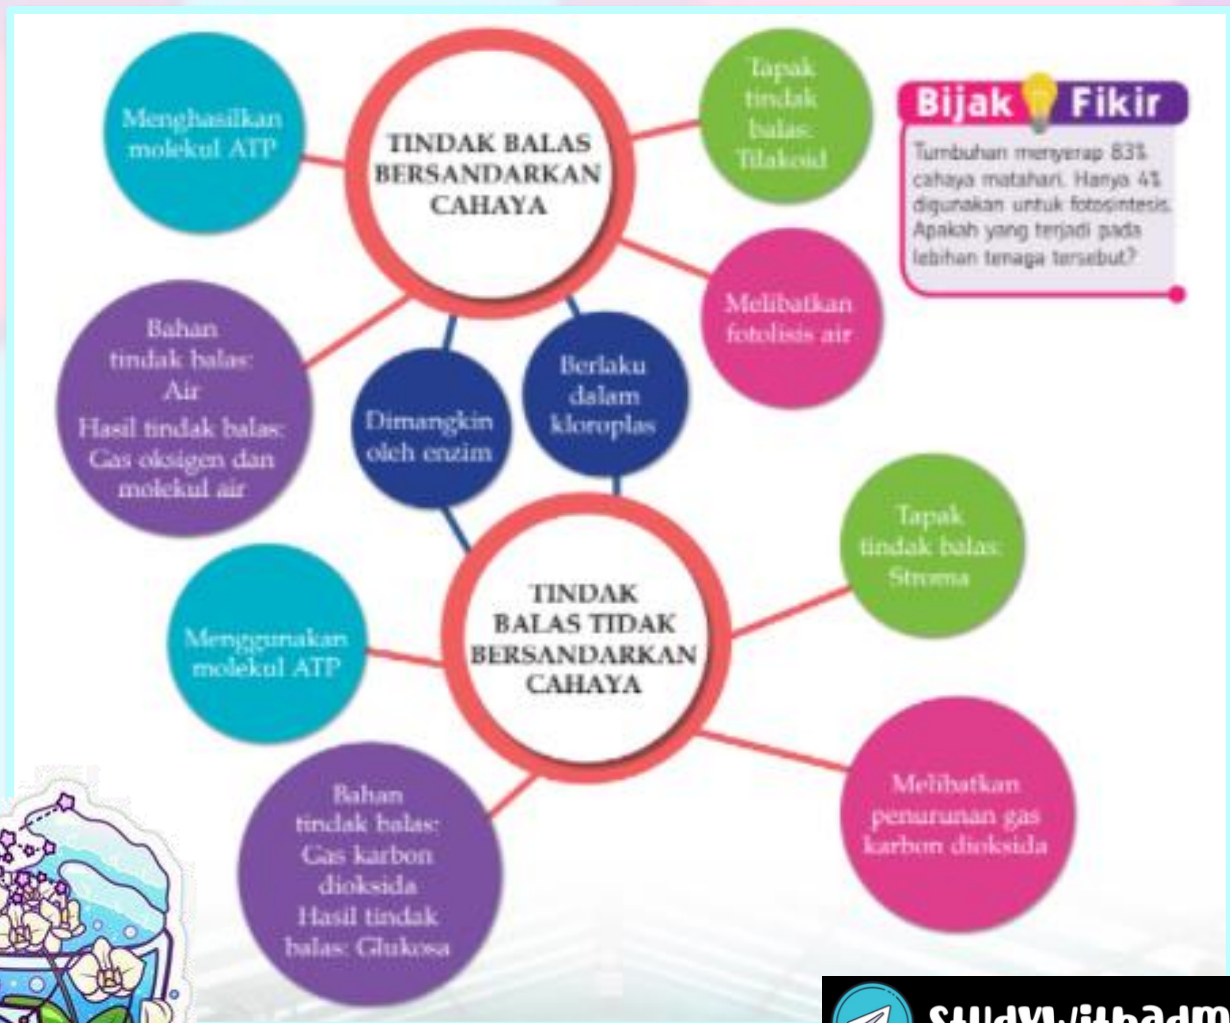 Menghasilkan
molekul ATP
TINDAK BALAS
BERSANDARKAN
CAHAYA
Tapak
tindak
balas:
Tilakoid
Bijak Fikir
Tumbuhan menyerap 83%
cahaya matahari. Hanya 4%
digunakan untuk fotosintesis.
Apakah yang terjadi pada
lebihan tenaga tersebut?
Melibatkan
fotolisis air
Bahan
tindak balas:
Air
Hasil tindak balas:
Gas oksigen dan
molekul air
Dimangkin
oleh enzim
Berlaku
dalam
kloroplas
Tapak
tindak balas:
Stroma
TINDAK
BALAS TIDAK
BERSANDARKAN
CAHAYA
Menggunakan
molekul ATP
Melibatkan
penurunan gas
karbon dioksida
Bahan
tindak balas:
Gas karbon
dioksida
Hasil tindak
balas: Glukosa